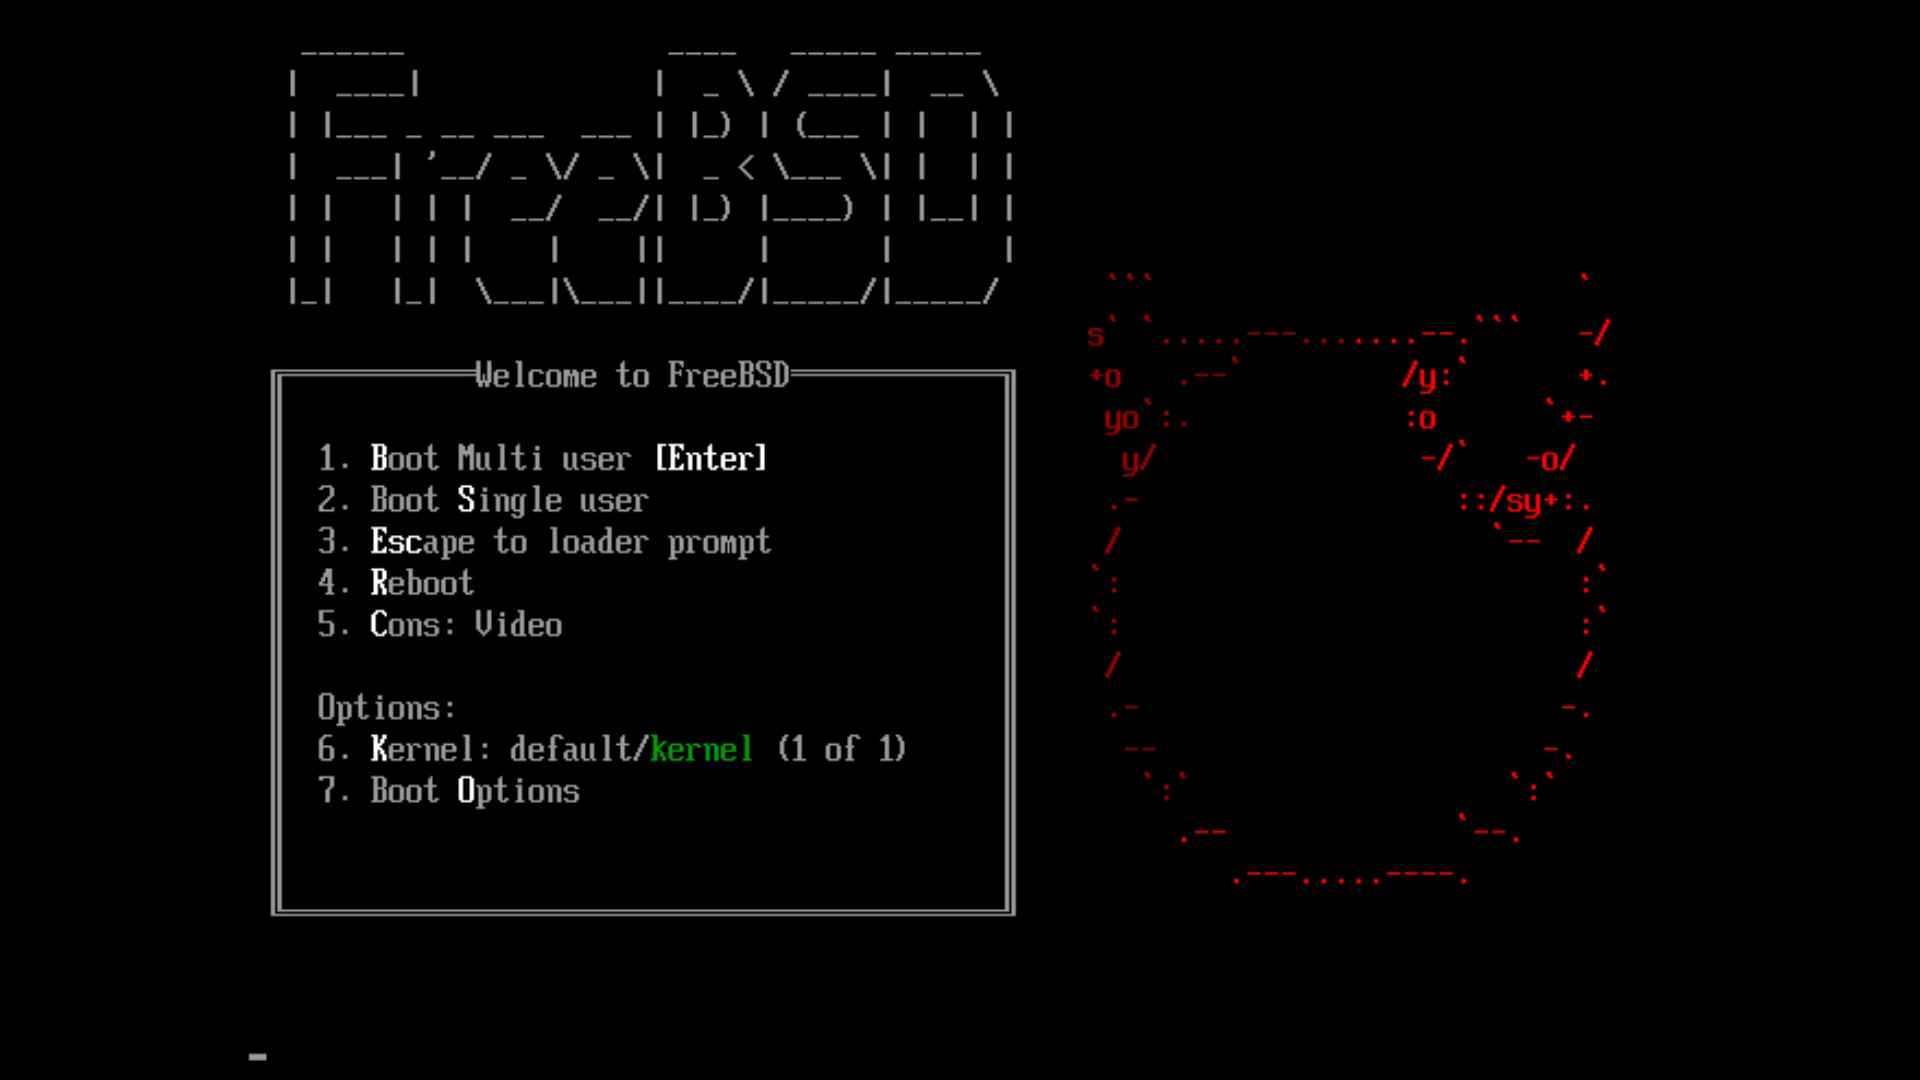 FreeBSD
Welcome to FreeBSD
1. Boot Multi user [Enter]
2. Boot Single user
3. Escape to loader prompt
4. Reboot
5. Cons: Video
Options:
6. Kernel: default/kernel (1 of 1)
7. Boot Options